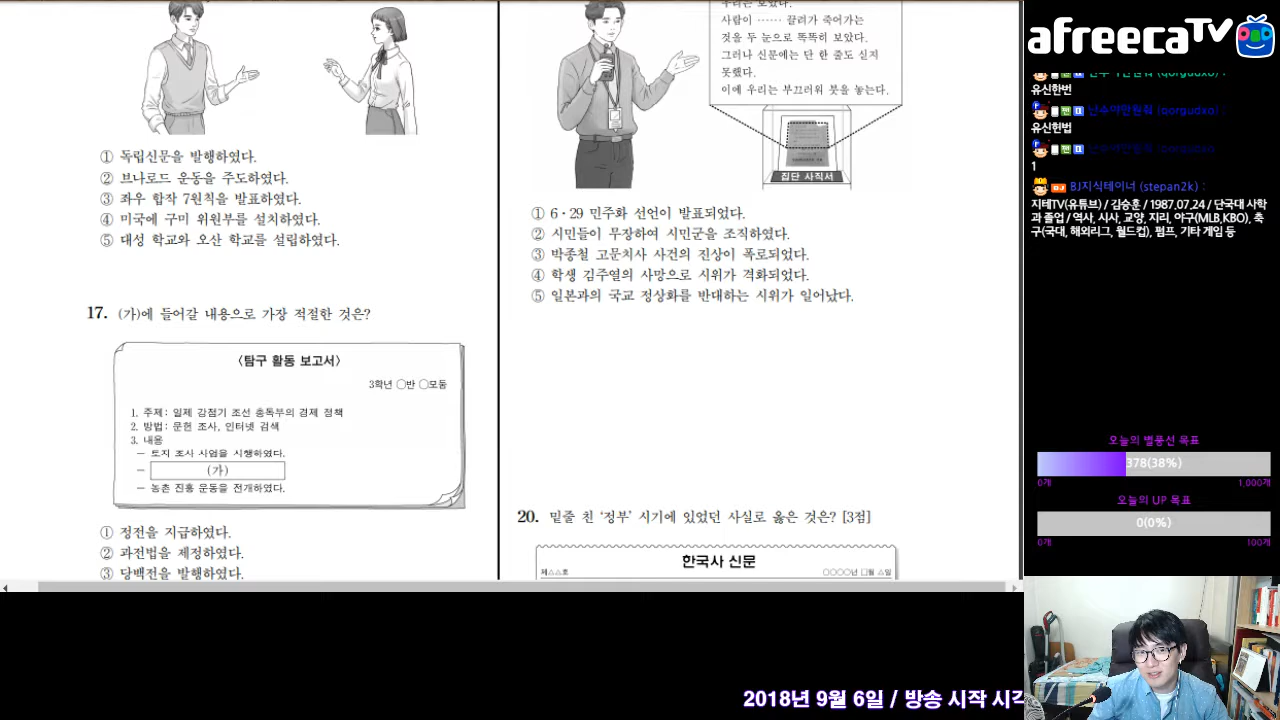 ① 독립신문을 발행하였다.
② 브나로드 운동을 주도하였다.
③ 좌우 합작 7원칙을 발표하였다.
④ 미국에 구미 위원부를 설치하였다.
⑤ 대성 학교와 오산 학교를 설립하였다.
17. (가)에 들어갈 내용으로 가장 적절한 것은?
〈탐구 활동 보고서〉
3학년 ○반 ○모둠
1. 주제: 일제 강점기 조선 총독부의 경제 정책
2. 방법: 문헌 조사, 인터넷 검색
3. 내용
- 토지 조사 사업을 시행하였다.
- (가)
- 농촌 진흥 운동을 전개하였다.
① 정전을 지급하였다.
② 과전법을 제정하였다.
③ 당백전을 발행하였다.
우리는 보았다.
사람이 …… 끌려가 죽어가는
것을 두 눈으로 똑똑히 보았다.
그러나 신문에는 단 한 줄도 싣지
못했다.
이에 우리는 부끄러워 붓을 놓는다.
집단 사직서
① 6·29 민주화 선언이 발표되었다.
② 시민들이 무장하여 시민군을 조직하였다.
③ 박종철 고문치사 사건의 진상이 폭로되었다.
④ 학생 김주열의 사망으로 시위가 격화되었다.
⑤ 일본과의 국교 정상화를 반대하는 시위가 일어났다.
20. 밑줄 친 '정부' 시기에 있었던 사실로 옳은 것은? [3점]
한국사 신문
제△△호
○○○○년 □월 △일
afreecaTV
유신한번
(qorgudxo) :
유신헌법
1
BJ지식테이너 (stepan2k) :
지테TV(유튜브) / 김승훈 / 1987.07.24 / 단국대 사학
과 졸업 / 역사, 시사, 교양, 지리, 야구(MLB,KBO), 축
구(국대, 해외리그, 월드컵), 펌프, 기타 게임 등
오늘의 별풍선 목표
378(38%)
0개 1,000개
오늘의 UP 목표
0(0%)
0개 100개
2018년 9월 6일 / 방송 시작 시각